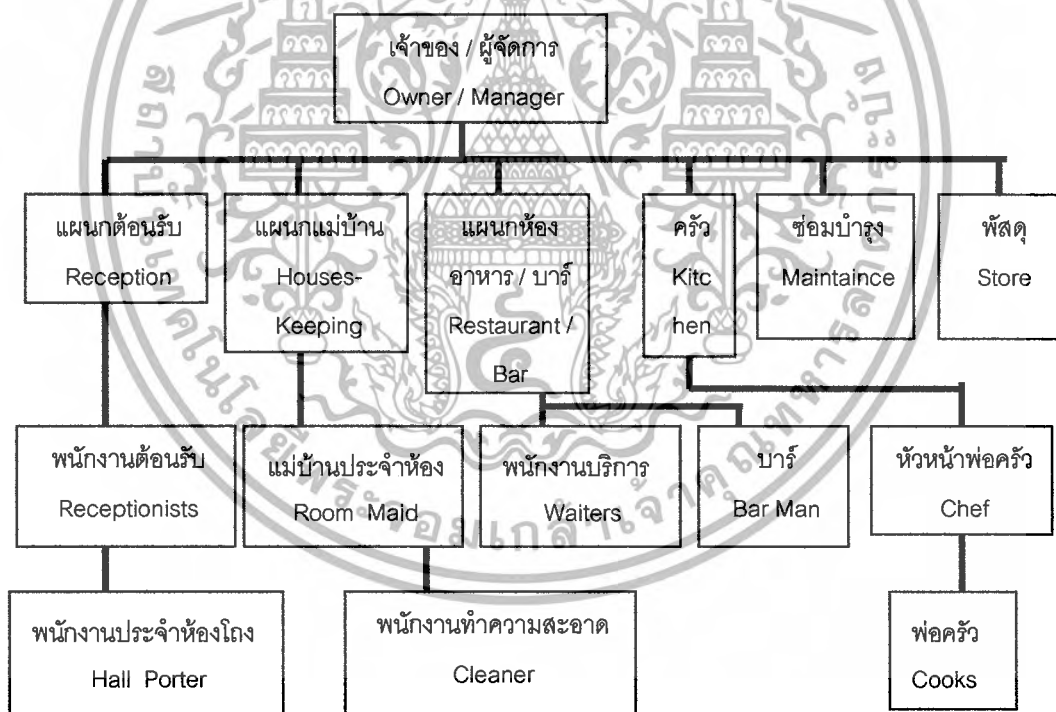 เจ้าของ / ผู้จัดการ
Owner / Manager
แผนกต้อนรับ
Reception
แผนกแม่บ้าน
Houses-
Keeping
แผนกห้อง
อาหาร / บาร์
Restaurant /
Bar
ครัว
Kitc
hen
ซ่อมบำรุง
Maintaince
พัสดุ
Store
พนักงานต้อนรับ
Receptionists
แม่บ้านประจำห้อง
Room Maid
พนักงานบริการ
Waiters
บาร์
Bar Man
หัวหน้าพ่อครัว
Chef
พนักงานประจำห้องโถง
Hall Porter
พนักงานทำความสะอาด
Cleaner
พ่อครัว
Cooks